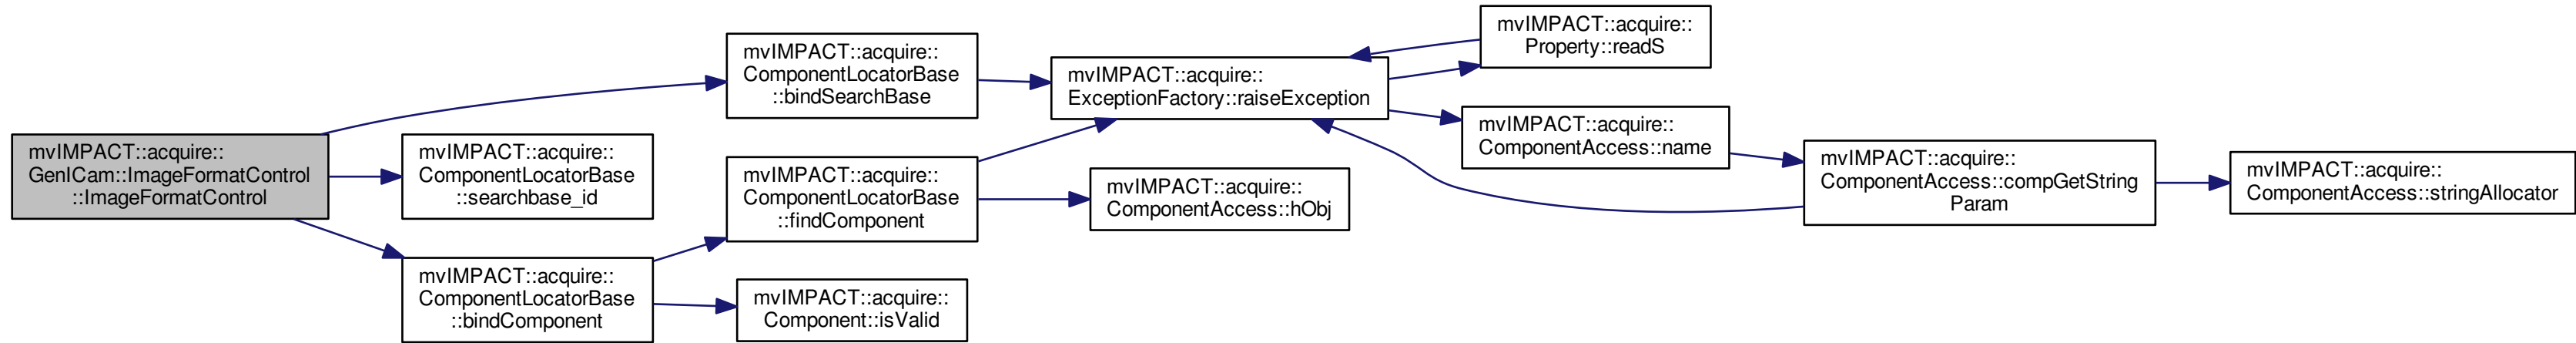 mvIMPACT::acquire::
GenICam::ImageFormatControl
::ImageFormatControl
mvIMPACT::acquire::
ComponentLocatorBase
::bindSearchBase
mvIMPACT::acquire::
ExceptionFactory::raiseException
mvIMPACT::acquire::
Property::readS
mvIMPACT::acquire::
ComponentAccess::name
mvIMPACT::acquire::
ComponentAccess::compGetString
Param
mvIMPACT::acquire::
ComponentAccess::stringAllocator
mvIMPACT::acquire::
ComponentLocatorBase
::searchbase_id
mvIMPACT::acquire::
ComponentLocatorBase
::findComponent
mvIMPACT::acquire::
ComponentAccess::hObj
mvIMPACT::acquire::
ComponentLocatorBase
::bindComponent
mvIMPACT::acquire::
Component::isValid